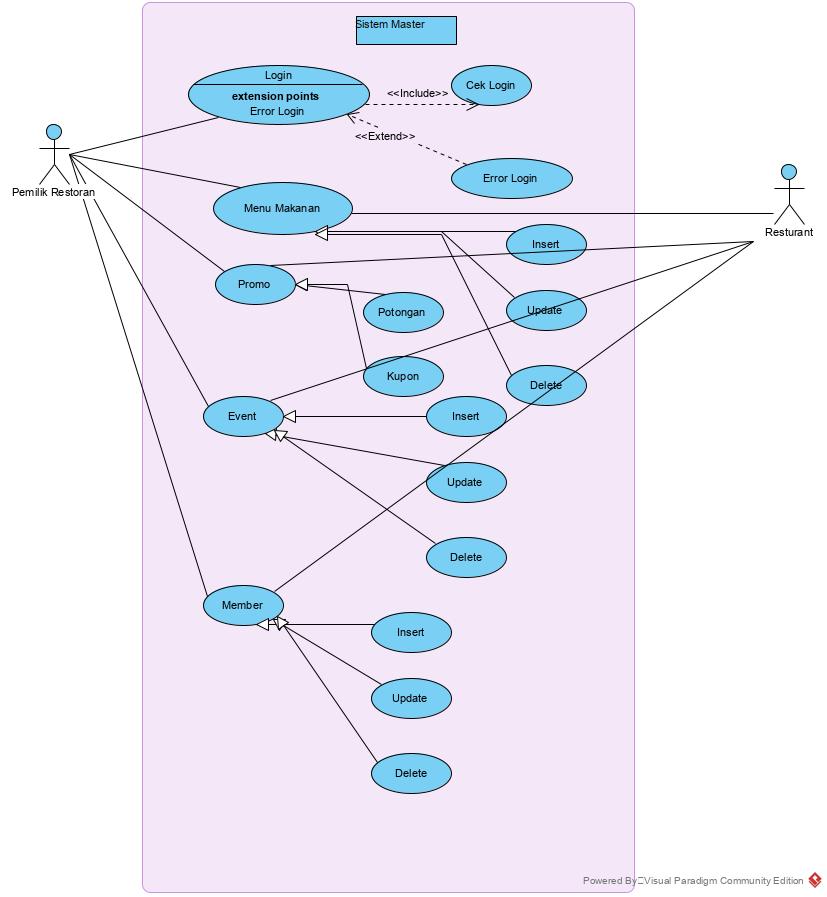 Sistem Master
Login
extension points
Error Login
<<Include>>
Cek Login
<<Extend>>
Error Login
Pemilik Restoran
Menu Makanan
Resturant
Insert
Promo
Potongan
Update
Kupon
Delete
Event
Insert
Update
Delete
Member
Insert
Update
Delete
Powered By Visual Paradigm Community Edition